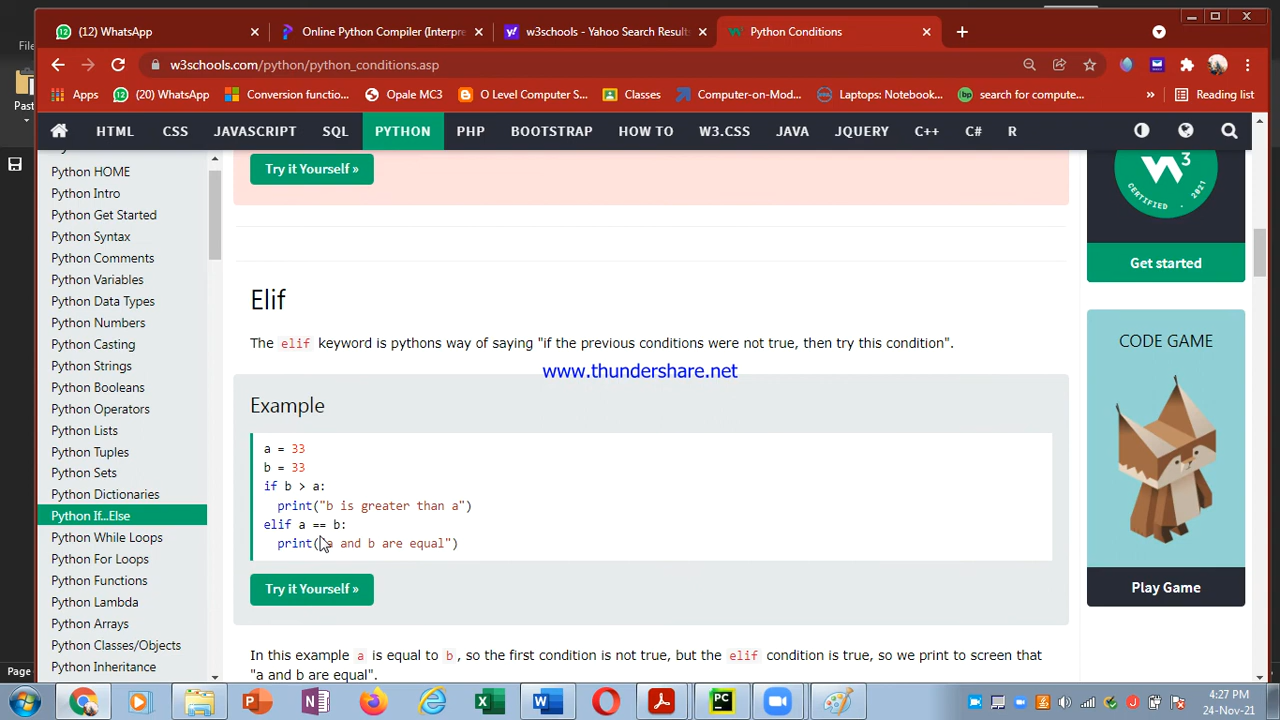 File
(12) WhatsApp
Online Python Compiler (Interpre
w3schools - Yahoo Search Results
Python Conditions
w3schools.com/python/python_conditions.asp
Apps
(20) WhatsApp
Conversion functio...
Opale MC3
O Level Computer S...
Classes
Computer-on-Mod...
Laptops: Notebook...
search for compute...
»
Reading list
Past
HTML
CSS
JAVASCRIPT
SQL
PYTHON
PHP
BOOTSTRAP
HOW TO
W3.CSS
JAVA
JQUERY
C++
C#
R
Python HOME
Python Intro
Python Get Started
Python Syntax
Python Comments
Python Variables
Python Data Types
Python Numbers
Python Casting
Python Strings
Python Booleans
Python Operators
Python Lists
Python Tuples
Python Sets
Python Dictionaries
Python If...Else
Python While Loops
Python For Loops
Python Functions
Python Lambda
Python Arrays
Python Classes/Objects
Python Inheritance
Try it Yourself »
Elif
The elif keyword is pythons way of saying "if the previous conditions were not true, then try this condition".
www.thundershare.net
Example
a = 33
b = 33
if b > a:
print("b is greater than a")
elif a == b:
print("a and b are equal")
Try it Yourself »
In this example a is equal to b, so the first condition is not true, but the elif condition is true, so we print to screen that
"a and b are equal".
W3
CERTIFIED . 2021
Get started
CODE GAME
Play Game
Page
4:27 PM
24-Nov-21